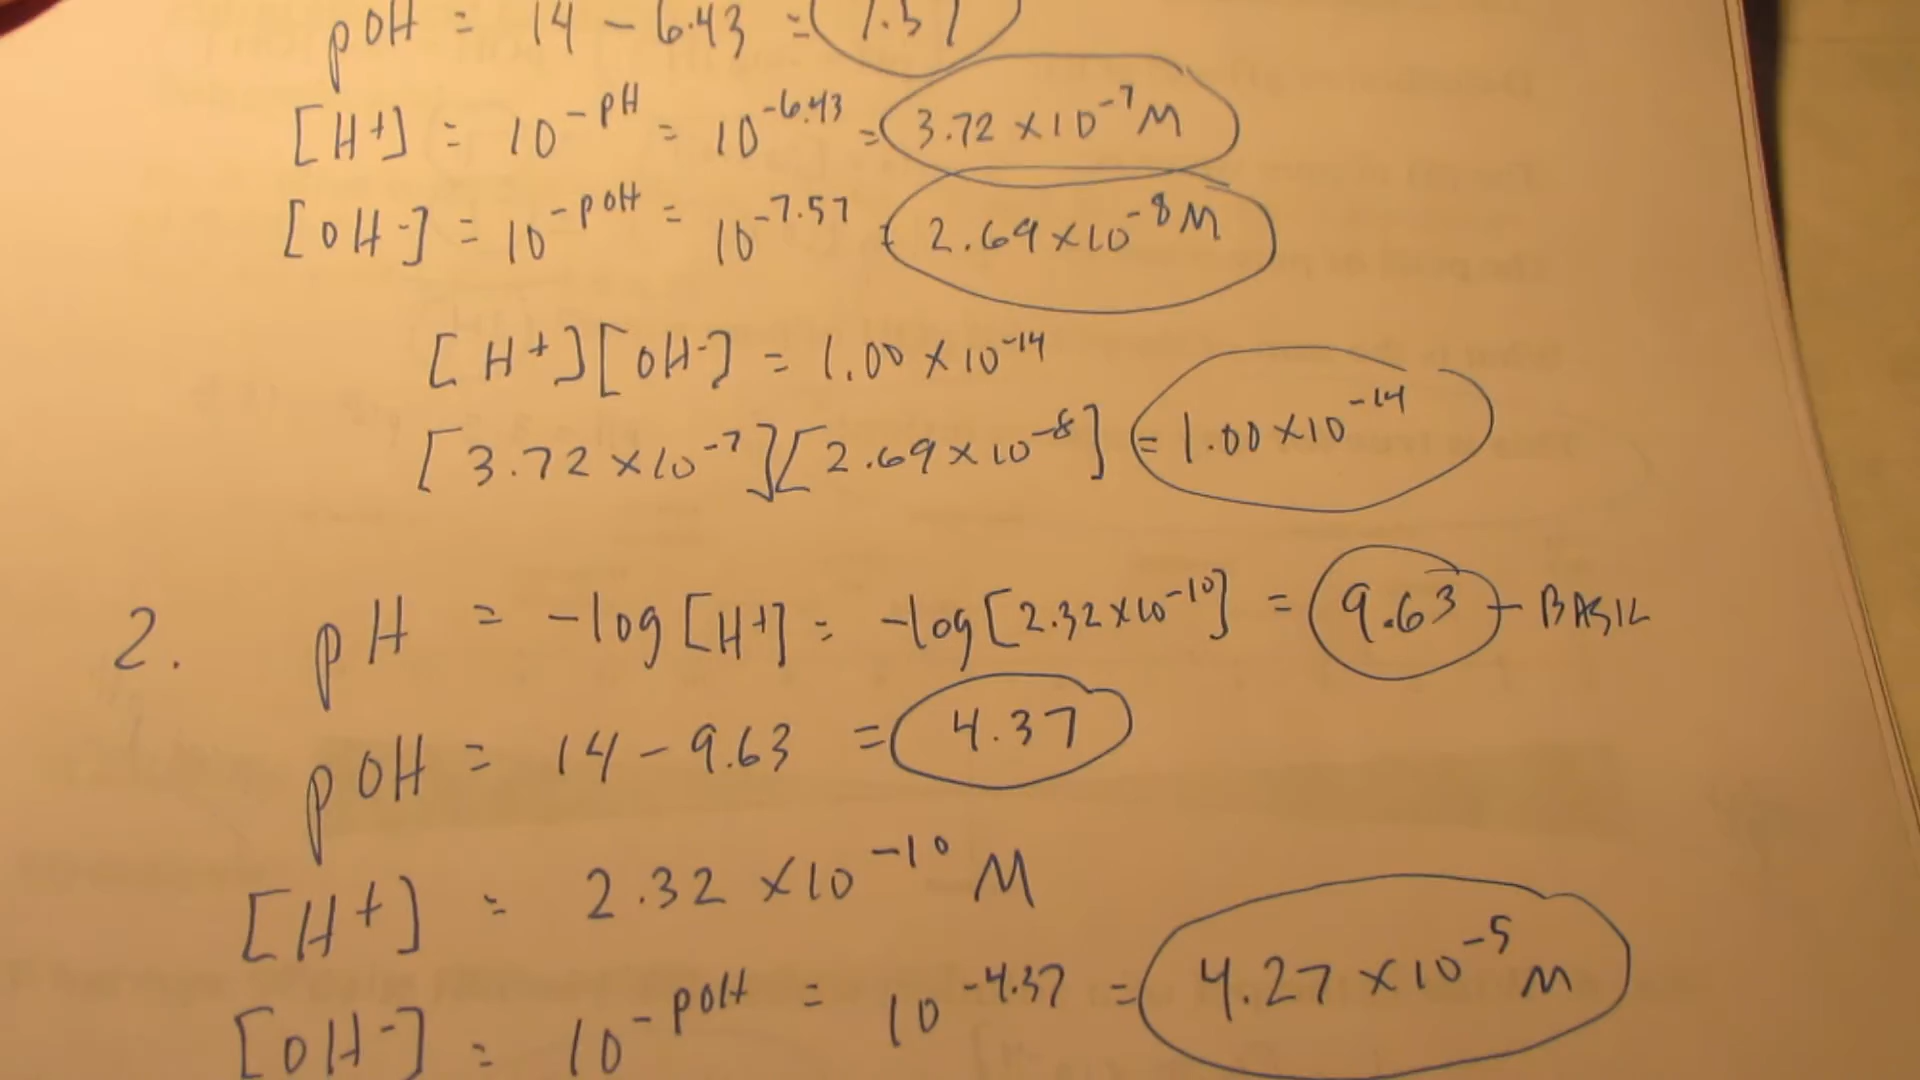 pOH = 14 - 6.43 = 7.57
[H+] = 10^-pH = 10^-6.43 = 3.72 x 10^-7 M
[OH-] = 10^-pOH = 10^-7.57 = 2.69 x 10^-8 M
[H+][OH-] = 1.00 x 10^-14
[3.72 x 10^-7][2.69 x 10^-8] = 1.00 x 10^-14
2. pH = -log[H+] = -log[2.32 x 10^-10] = 9.63 - BASIC
pOH = 14 - 9.63 = 4.37
[H+] = 2.32 x 10^-10 M
[OH-] = 10^-pOH = 10^-4.37 = 4.27 x 10^-5 M